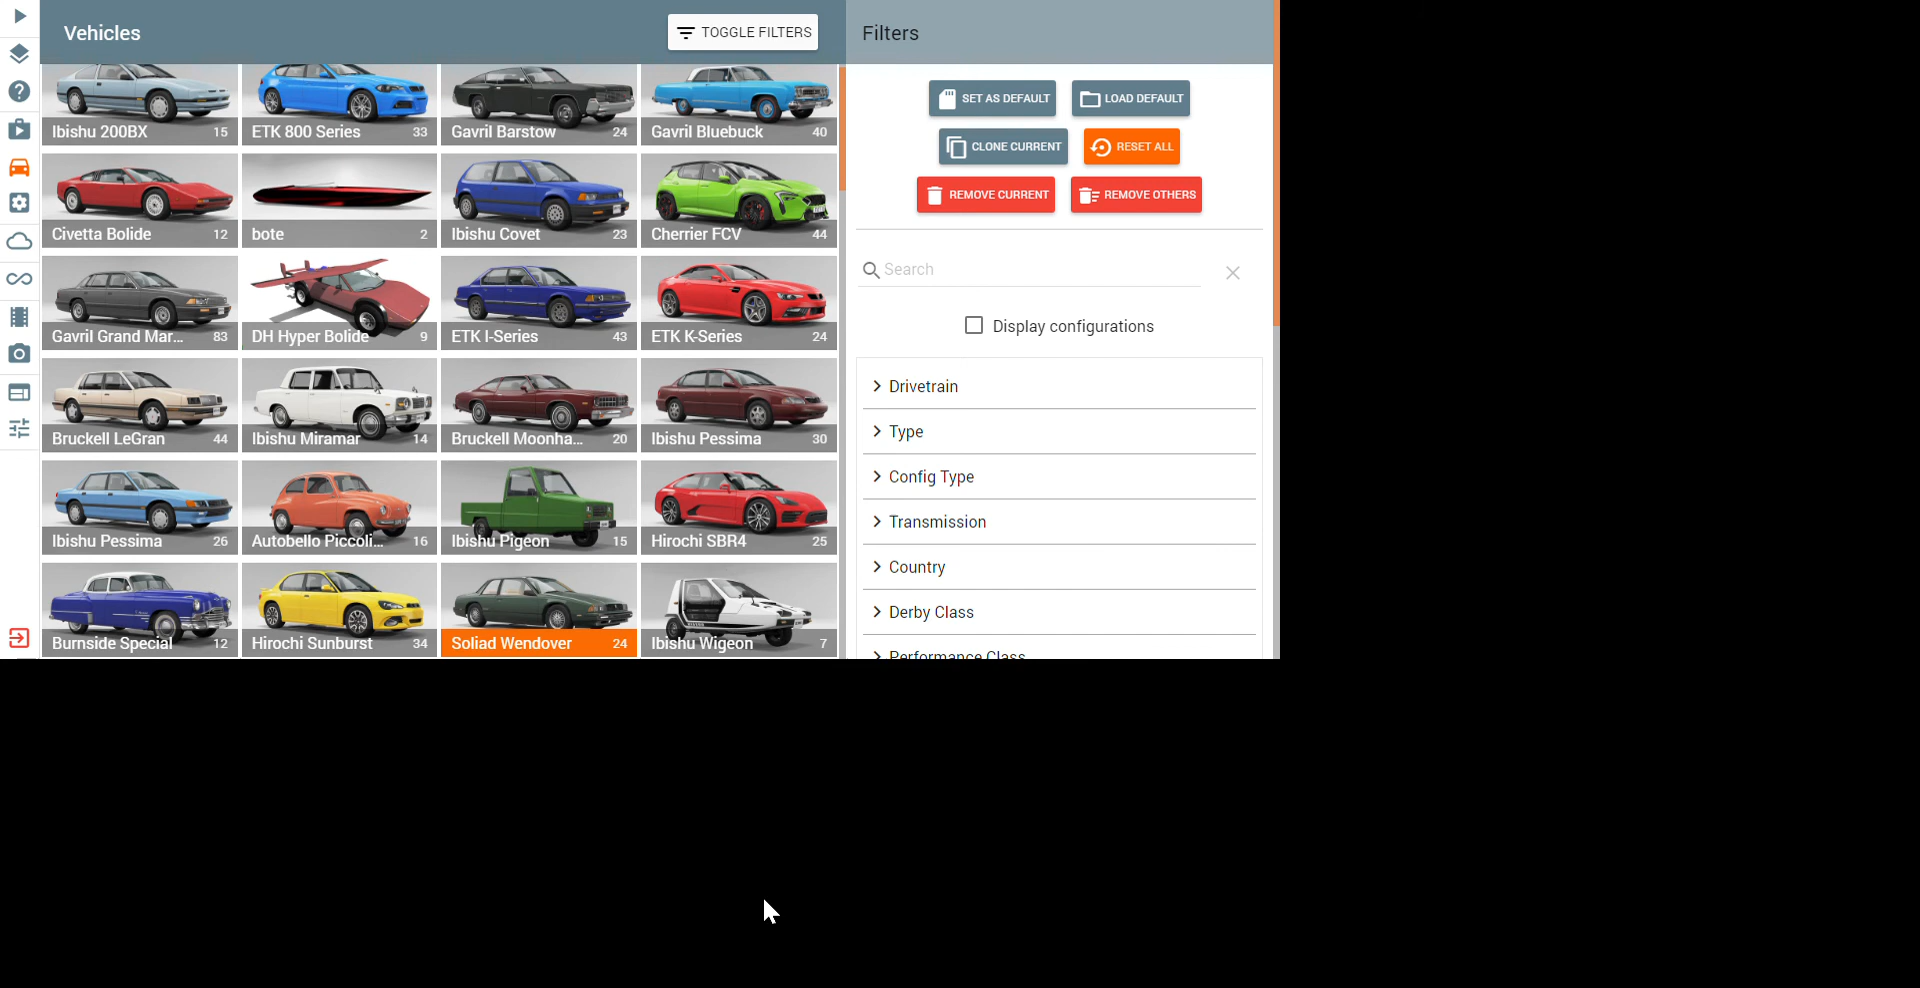 Vehicles
TOGGLE FILTERS
Ibishu 200BX 15
ETK 800 Series 33
Gavril Barstow 24
Gavril Bluebuck 40
Civetta Bolide 12
bote 2
Ibishu Covet 23
Cherrier FCV 44
Gavril Grand Mar... 83
DH Hyper Bolide 9
ETK I-Series 43
ETK K-Series 24
Bruckell LeGran 44
Ibishu Miramar 14
Bruckell Moonha... 20
Ibishu Pessima 30
Ibishu Pessima 26
Autobello Piccoli... 16
Ibishu Pigeon 15
Hirochi SBR4 25
Burnside Special 12
Hirochi Sunburst 34
Soliad Wendover 24
Ibishu Wigeon 7
Filters
SET AS DEFAULT
LOAD DEFAULT
CLONE CURRENT
RESET ALL
REMOVE CURRENT
REMOVE OTHERS
Search
Display configurations
Drivetrain
Type
Config Type
Transmission
Country
Derby Class
Performance Class